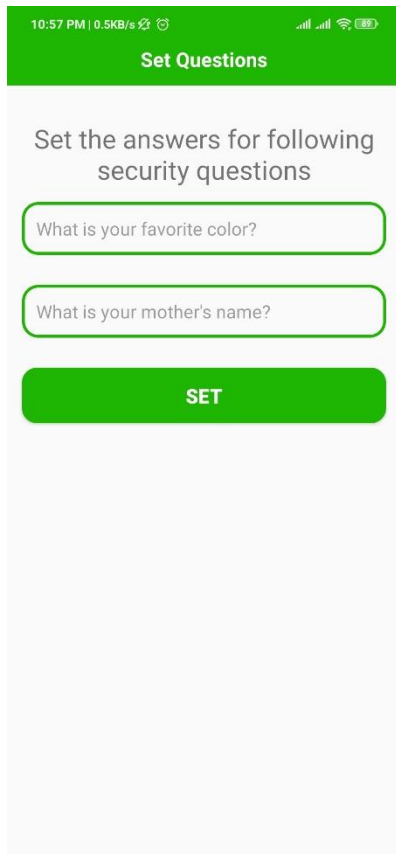 10:57 PM | 0.5KB/s 89
Set Questions
Set the answers for following
security questions
What is your favorite color?
What is your mother's name?
SET